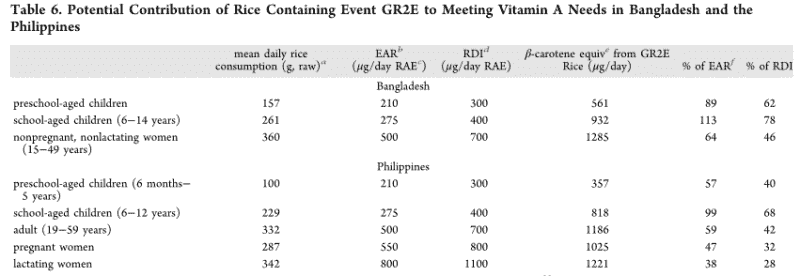 Table 6. Potential Contribution of Rice Containing Event GR2E to Meeting Vitamin A Needs in Bangladesh and the
Philippines
mean daily rice consumption (g, raw)a EARb (μg/day RAEc) RDId (μg/day RAE) β-carotene equive from GR2E Rice (μg/day) % of EARf % of RDI
Bangladesh
preschool-aged children 157 210 300 561 89 62
school-aged children (6−14 years) 261 275 400 932 113 78
nonpregnant, nonlactating women (15−49 years) 360 500 700 1285 64 46
Philippines
preschool-aged children (6 months−5 years) 100 210 300 357 57 40
school-aged children (6−12 years) 229 275 400 818 99 68
adult (19−59 years) 332 500 700 1186 59 42
pregnant women 287 550 800 1025 47 32
lactating women 342 800 1100 1221 38 28